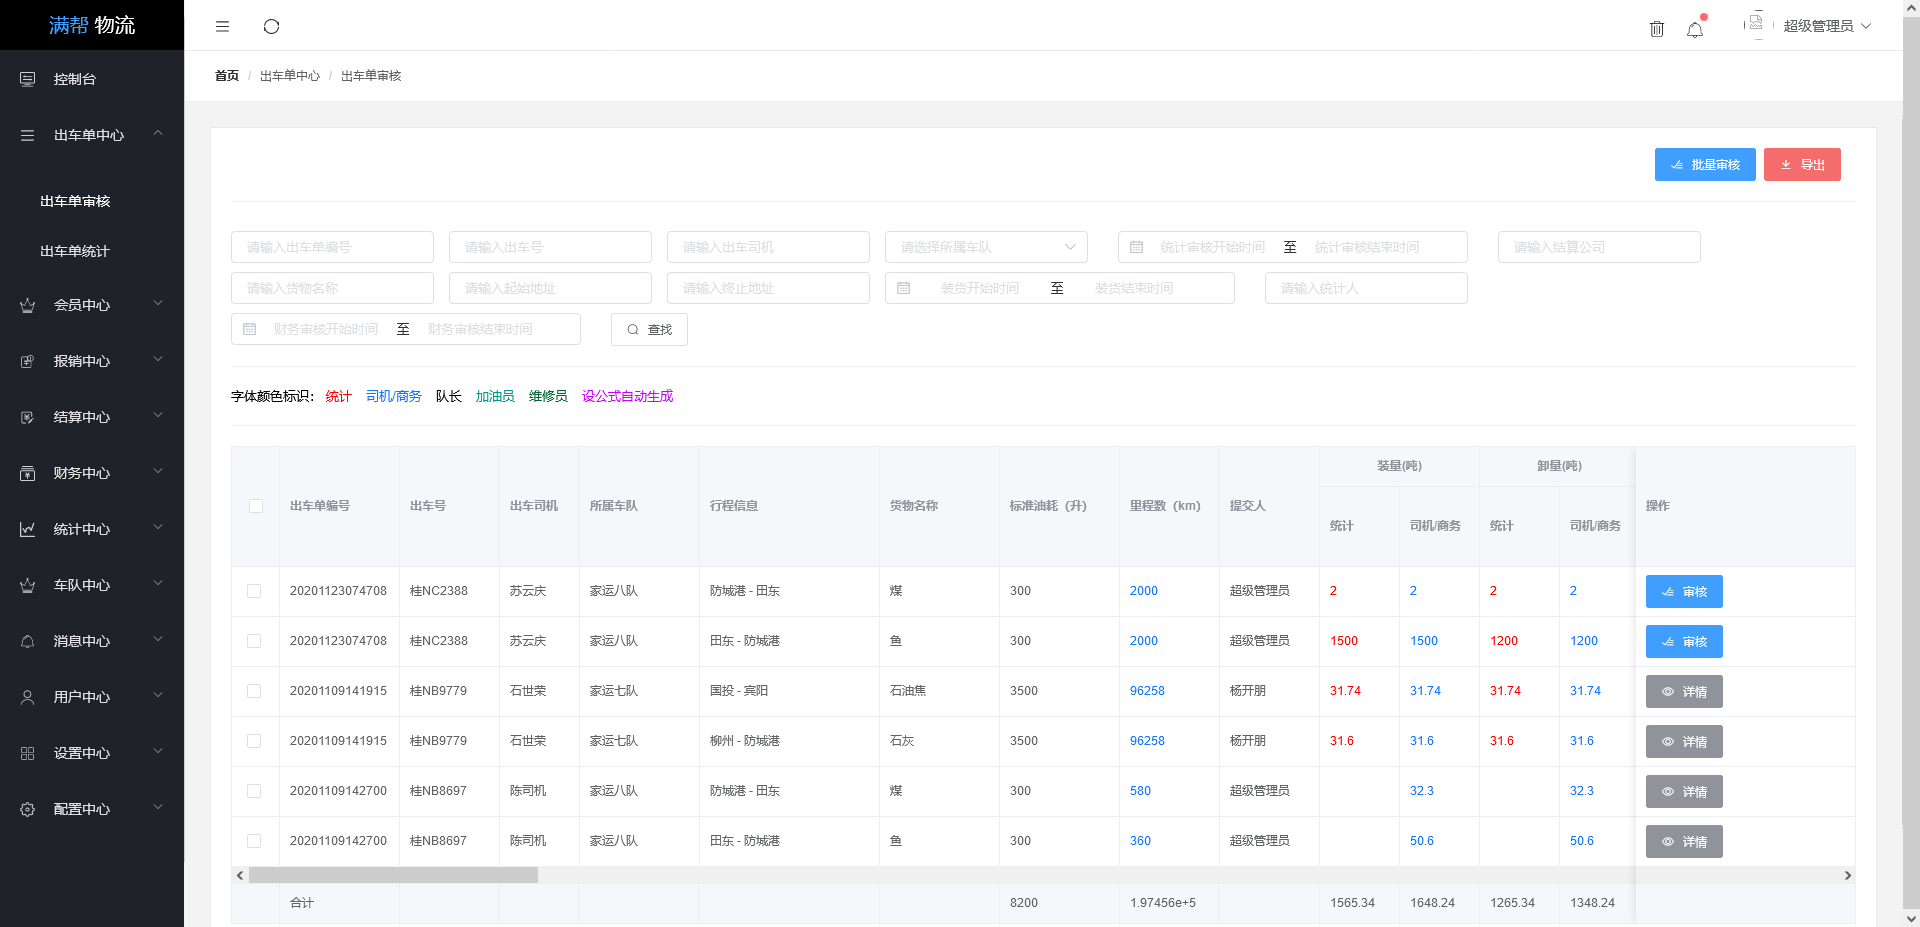 满帮 物流
超级管理员
首页 / 出车单中心 / 出车单审核
控制台
出车单中心
出车单审核
出车单统计
会员中心
报销中心
结算中心
财务中心
统计中心
车队中心
消息中心
用户中心
设置中心
配置中心
批量审核 导出
请输入出车单编号 请输入出车号 请输入出车司机 请选择所属车队 统计审核开始时间 至 统计审核结束时间 请输入结算公司
请输入货物名称 请输入起始地址 请输入终止地址 装货开始时间 至 装货结束时间 请输入统计人
财务审核开始时间 至 财务审核结束时间 查找
字体颜色标识： 统计 司机/商务 队长 加油员 维修员 设公式自动生成
装量(吨) 卸量(吨)
出车单编号 出车号 出车司机 所属车队 行程信息 货物名称 标准油耗（升） 里程数（km） 提交人 操作
统计 司机/商务 统计 司机/商务
20201123074708 桂NC2388 苏云庆 家运八队 防城港 - 田东 煤 300 2000 超级管理员 2 2 2 2 审核
20201123074708 桂NC2388 苏云庆 家运八队 田东 - 防城港 鱼 300 2000 超级管理员 1500 1500 1200 1200 审核
20201109141915 桂NB9779 石世荣 家运七队 国投 - 宾阳 石油焦 3500 96258 杨开朋 31.74 31.74 31.74 31.74 详情
20201109141915 桂NB9779 石世荣 家运七队 柳州 - 防城港 石灰 3500 96258 杨开朋 31.6 31.6 31.6 31.6 详情
20201109142700 桂NB8697 陈司机 家运八队 防城港 - 田东 煤 300 580 超级管理员 32.3 32.3 详情
20201109142700 桂NB8697 陈司机 家运八队 田东 - 防城港 鱼 300 360 超级管理员 50.6 50.6 详情
合计 8200 1.97456e+5 1565.34 1648.24 1265.34 1348.24